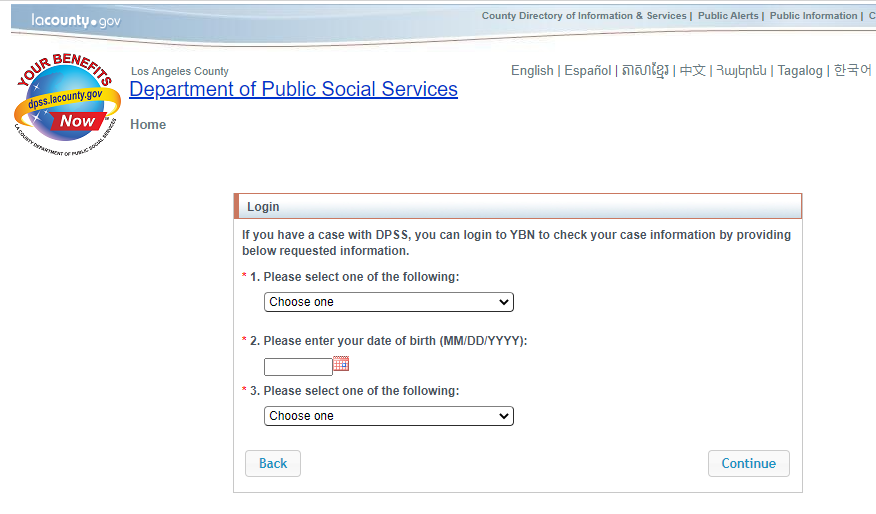 lacounty.gov
County Directory of Information & Services | Public Alerts | Public Information | C
YOUR BENEFITS
dpss.lacounty.gov
Now
LA COUNTY DEPARTMENT OF PUBLIC SOCIAL SERVICES
Los Angeles County
Department of Public Social Services
English | Español | ភាសាខ្មែរ | 中文 | Հայերեն | Tagalog | 한국어
Home
Login
If you have a case with DPSS, you can login to YBN to check your case information by providing
below requested information.
* 1. Please select one of the following:
Choose one
* 2. Please enter your date of birth (MM/DD/YYYY):
* 3. Please select one of the following:
Choose one
Back
Continue